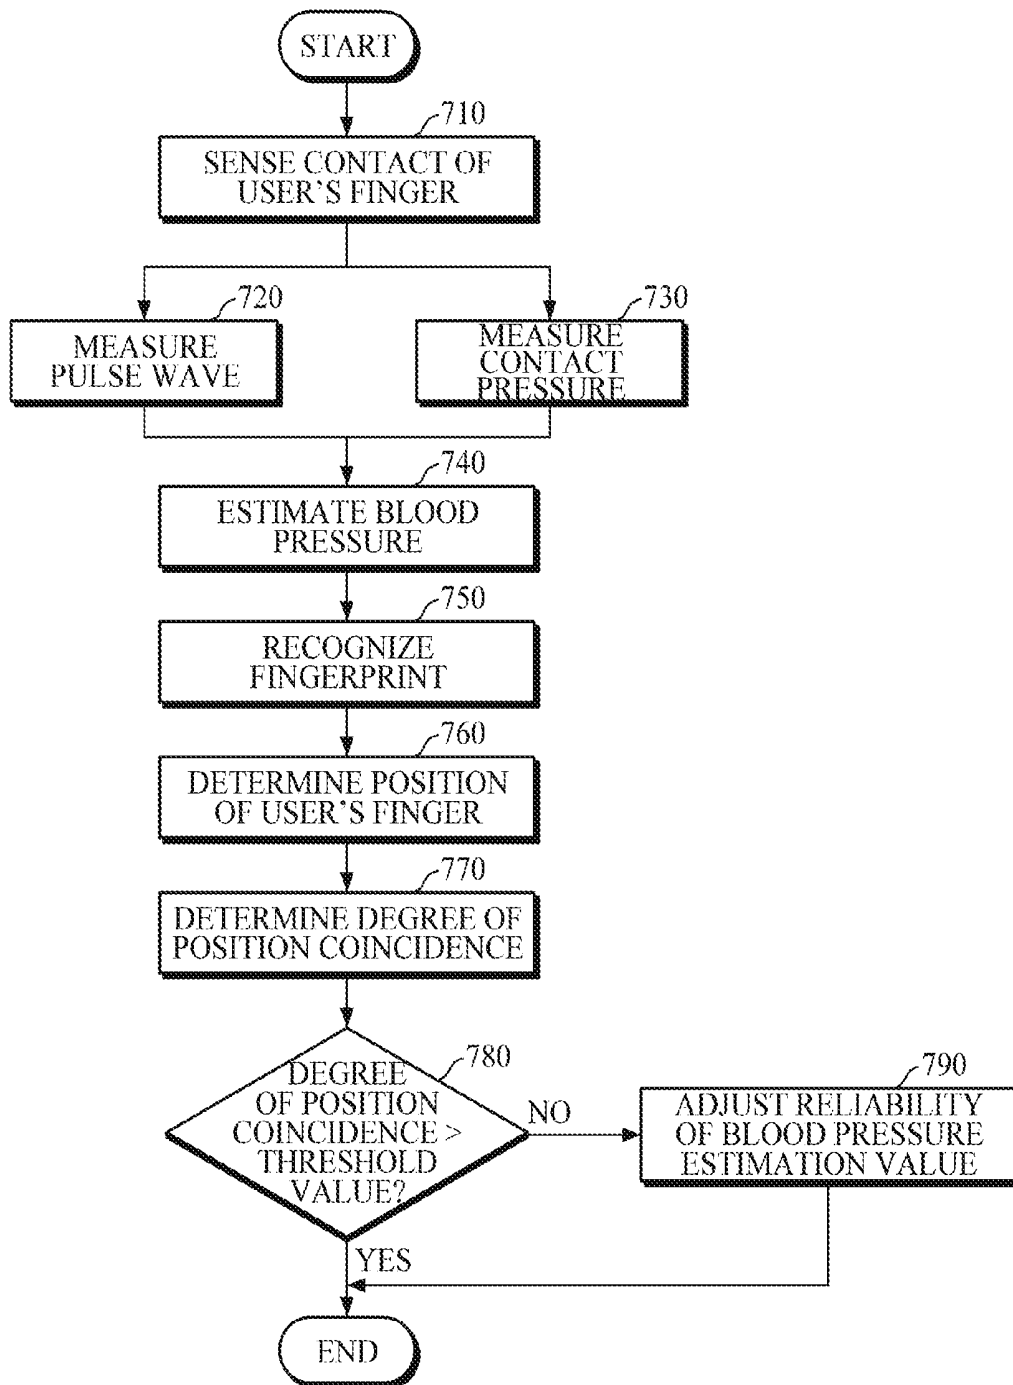 START
710
SENSE CONTACT OF
USER'S FINGER
720
MEASURE
PULSE WAVE
730
MEASURE
CONTACT
PRESSURE
740
ESTIMATE BLOOD
PRESSURE
750
RECOGNIZE
FINGERPRINT
760
DETERMINE POSITION
OF USER'S FINGER
770
DETERMINE DEGREE OF
POSITION COINCIDENCE
780
DEGREE
OF POSITION
COINCIDENCE >
THRESHOLD
VALUE?
NO
790
ADJUST RELIABILITY
OF BLOOD PRESSURE
ESTIMATION VALUE
YES
END